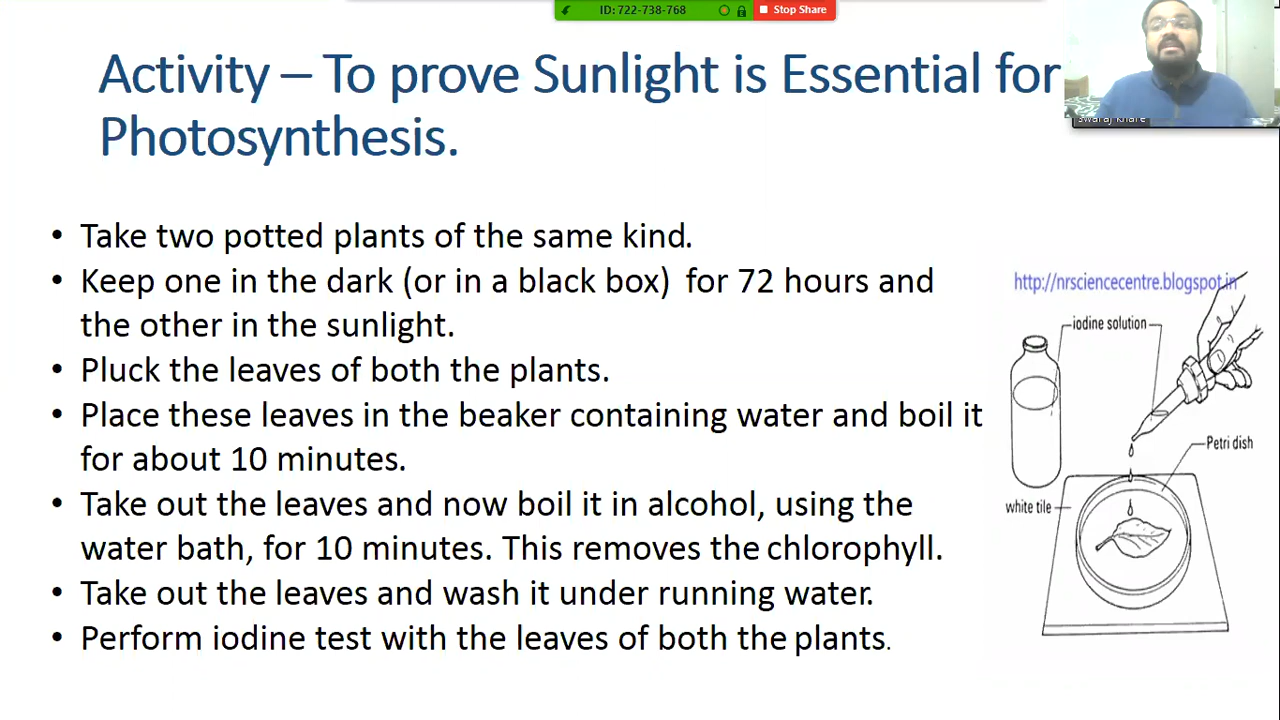 ID: 722-738-768
Stop Share
Activity – To prove Sunlight is Essential for
Photosynthesis.
swaraj khare
• Take two potted plants of the same kind.
• Keep one in the dark (or in a black box) for 72 hours and
the other in the sunlight.
• Pluck the leaves of both the plants.
• Place these leaves in the beaker containing water and boil it
for about 10 minutes.
• Take out the leaves and now boil it in alcohol, using the
water bath, for 10 minutes. This removes the chlorophyll.
• Take out the leaves and wash it under running water.
• Perform iodine test with the leaves of both the plants.
http://nrsciencecentre.blogspot.in
iodine solution
Petri dish
white tile